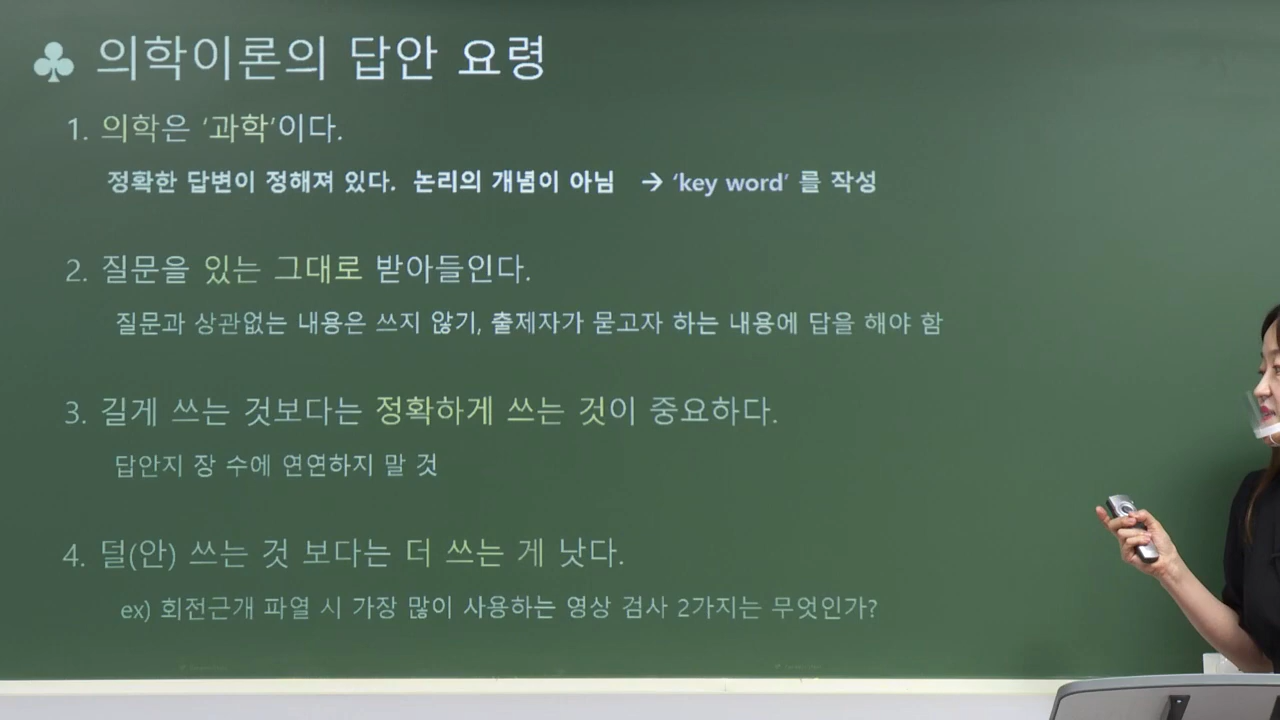 ♣ 의학이론의 답안 요령
1. 의학은 ‘과학’이다.
정확한 답변이 정해져 있다. 논리의 개념이 아님 → ‘key word’ 를 작성
2. 질문을 있는 그대로 받아들인다.
질문과 상관없는 내용은 쓰지 않기, 출제자가 묻고자 하는 내용에 답을 해야 함
3. 길게 쓰는 것보다는 정확하게 쓰는 것이 중요하다.
답안지 장 수에 연연하지 말 것
4. 덜(안) 쓰는 것 보다는 더 쓰는 게 낫다.
ex) 회전근개 파열 시 가장 많이 사용하는 영상 검사 2가지는 무엇인가?